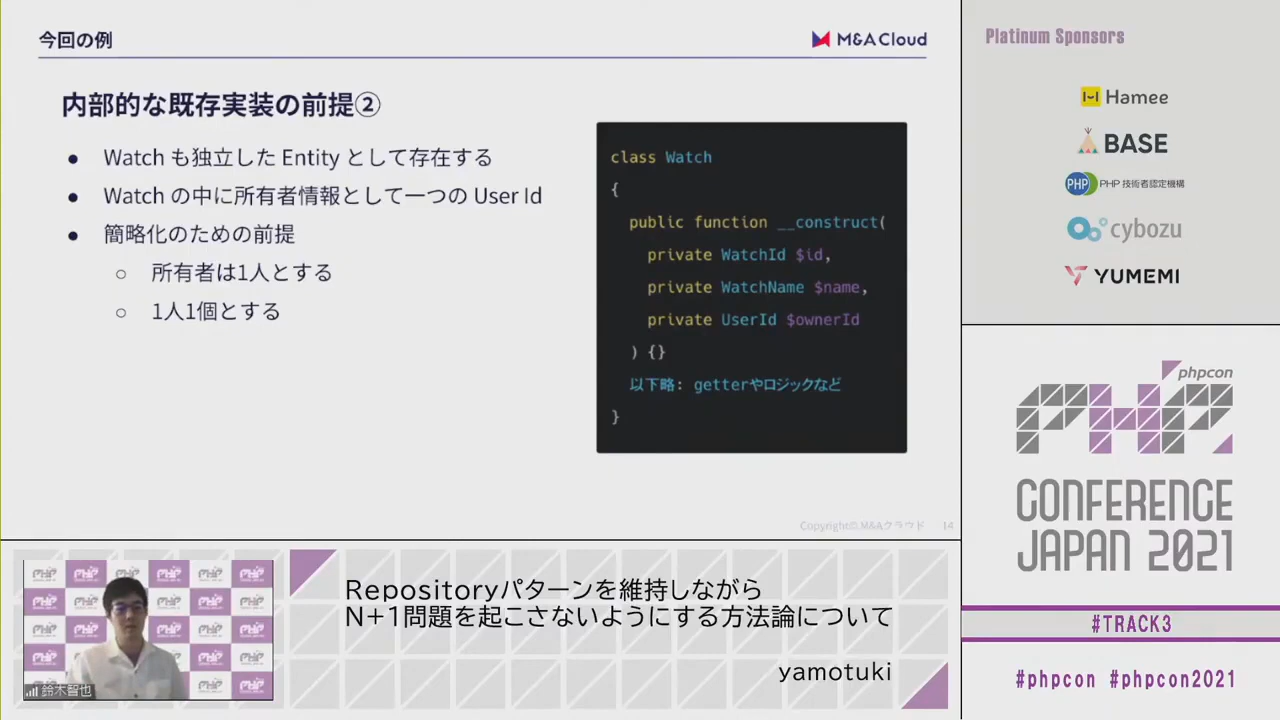 今回の例
M&A Cloud
内部的な既存実装の前提②
● Watch も独立した Entity として存在する
● Watch の中に所有者情報として一つの User Id
● 簡略化のための前提
○ 所有者は1人とする
○ 1人1個とする
class Watch
{
public function __construct(
private WatchId $id,
private WatchName $name,
private UserId $ownerId
) {}
以下略: getterやロジックなど
}
Copyright© M&Aクラウド 14
Platinum Sponsors
Hamee
BASE
PHP PHP 技術者認定機構
cybozu
YUMEMI
phpcon
PHP
CONFERENCE
JAPAN 2021
#TRACK3
#phpcon #phpcon2021
鈴木智也
Repositoryパターンを維持しながら
N+1問題を起こさないようにする方法論について
yamotuki